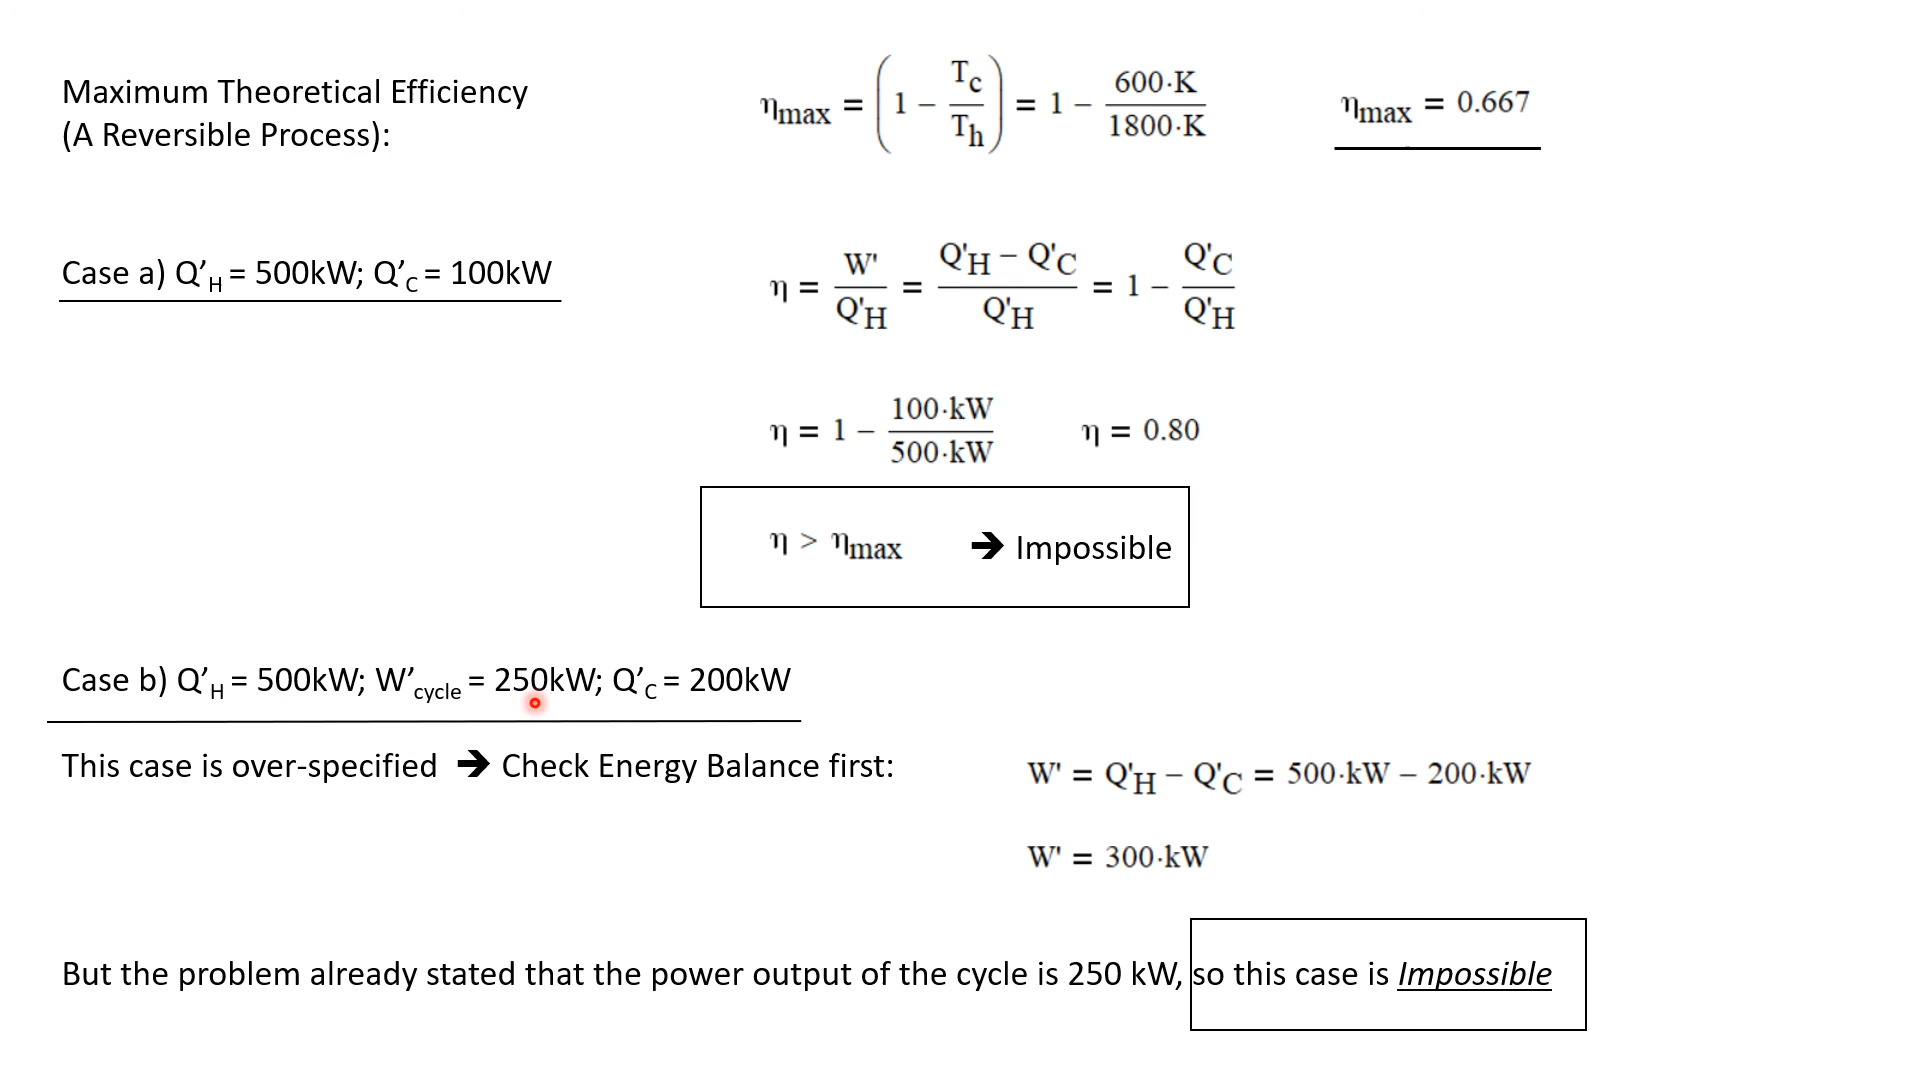 Maximum Theoretical Efficiency
(A Reversible Process):
ηmax = (1 − Tc/Th) = 1 − 600·K/1800·K   ηmax = 0.667
Case a) Q’H = 500kW; Q’C = 100kW
η = W'/Q'H = (Q'H − Q'C)/Q'H = 1 − Q'C/Q'H
η = 1 − 100·kW/500·kW   η = 0.80
η > ηmax ➔ Impossible
Case b) Q’H = 500kW; W’cycle = 250kW; Q’C = 200kW
This case is over-specified ➔ Check Energy Balance first:
W' = Q'H − Q'C = 500·kW − 200·kW
W' = 300·kW
But the problem already stated that the power output of the cycle is 250 kW, so this case is Impossible